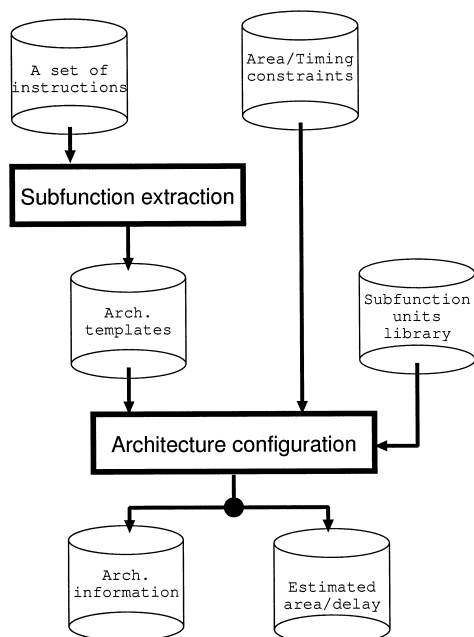 A set of
instructions
Area/Timing
constraints
Subfunction extraction
Arch.
templates
Subfunction
units
library
Architecture configuration
Arch.
information
Estimated
area/delay